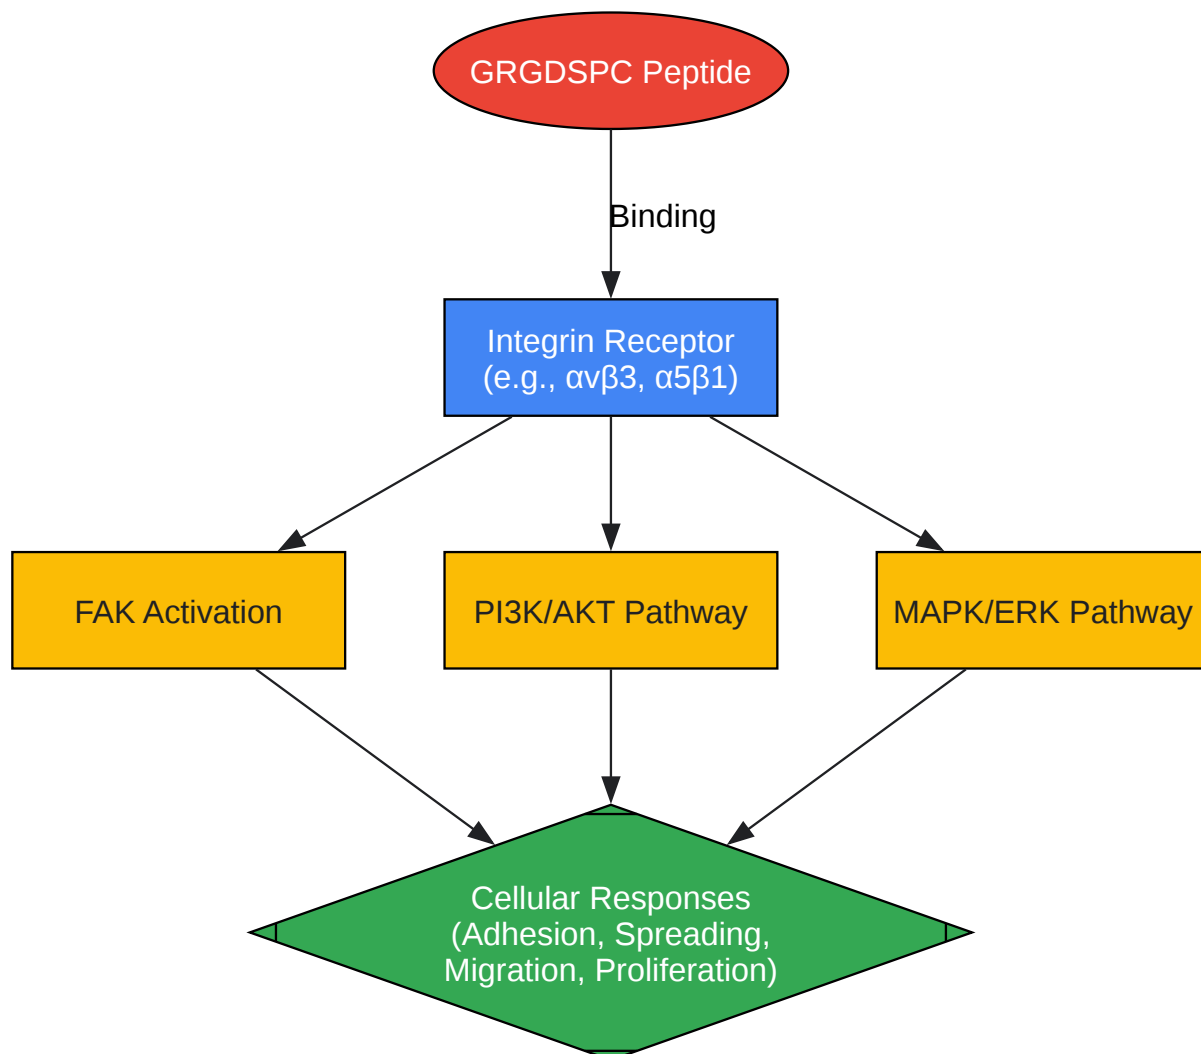 GRGDSPC Peptide
Binding
Integrin Receptor
(e.g., αvβ3, α5β1)
FAK Activation
PI3K/AKT Pathway
MAPK/ERK Pathway
Cellular Responses
(Adhesion, Spreading,
Migration, Proliferation)